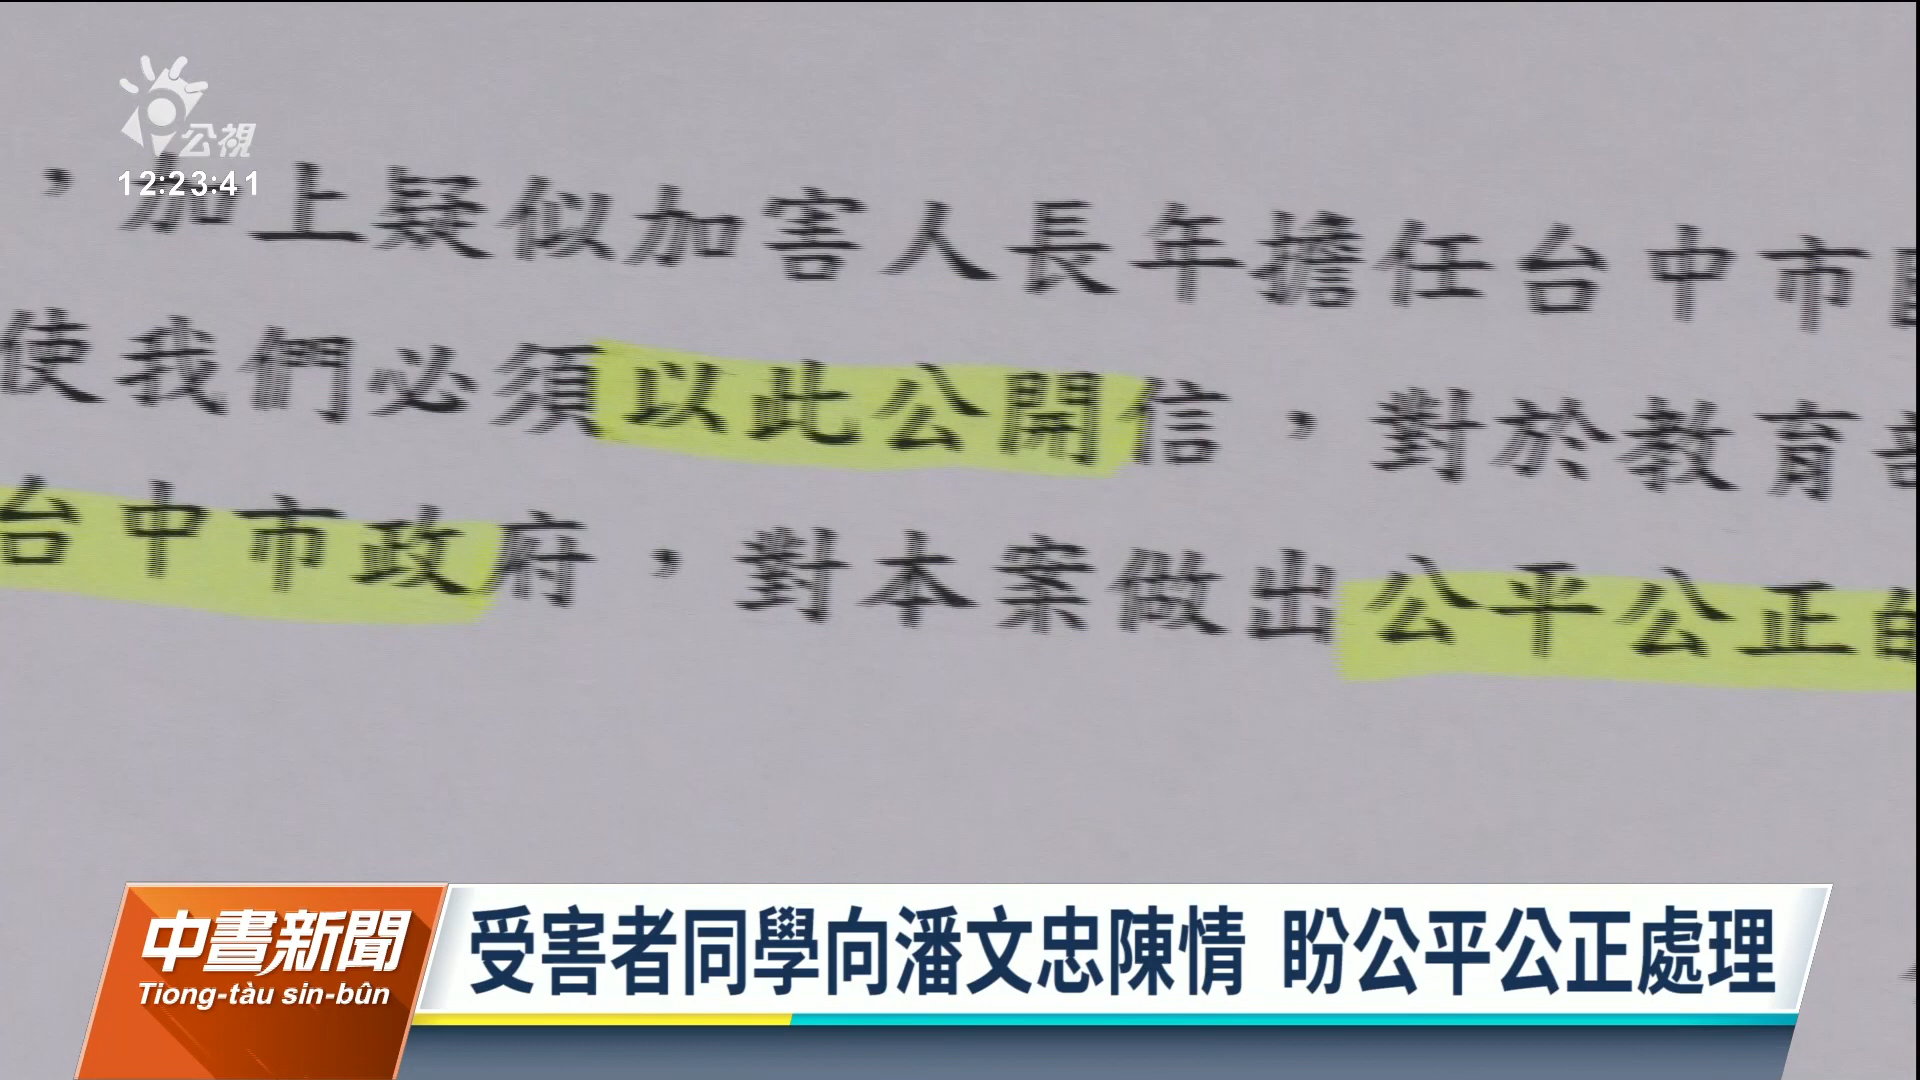 公視
12:23:41
，加上疑似加害人長年擔任台中市
使我們必須以此公開信，對於教育
台中市政府，對本案做出公平公正的
中晝新聞
Tiong-tàu sin-bûn
受害者同學向潘文忠陳情 盼公平公正處理